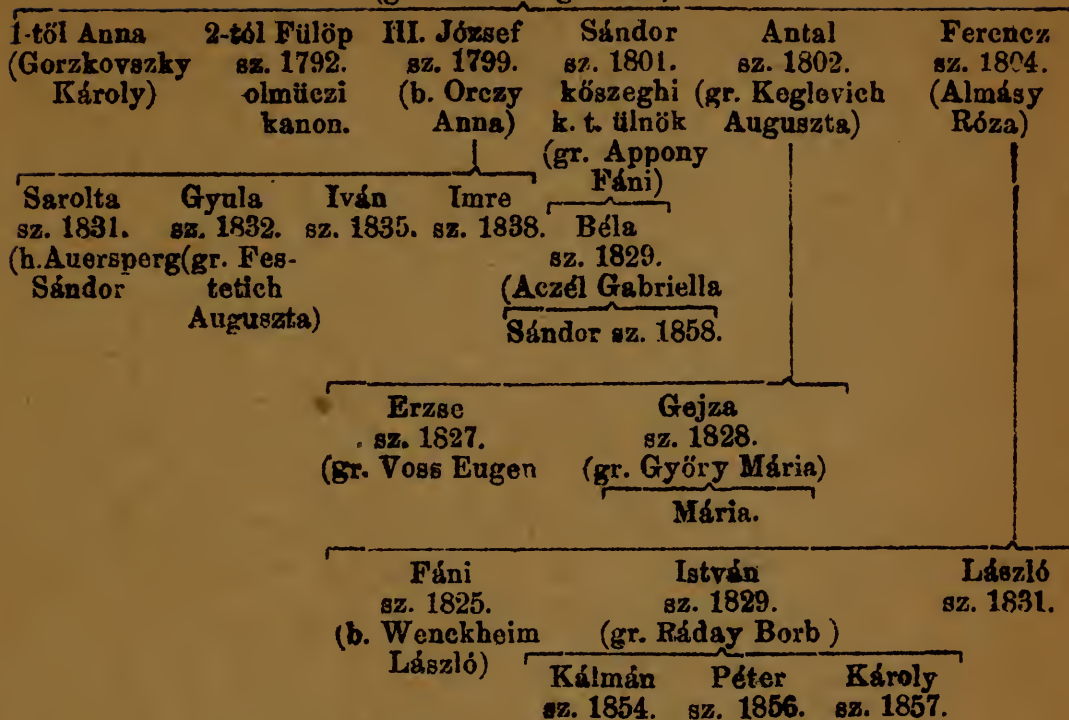 1-től Anna 2-tól Fülöp III. József Sándor Antal Ferencz
(Gorzkovszky sz. 1792. sz. 1799. sz. 1801. sz. 1802. sz. 1804.
Károly) olmüczi (b. Orczy kőszeghi (gr. Keglevich (Almásy
kanon. Anna) k. t. ülnök Auguszta) Róza)
(gr. Appony
Fáni)
Sarolta Gyula Iván Imre
sz. 1831. sz. 1832. sz. 1835. sz. 1838. Béla
(h. Auersperg (gr. Fes- sz. 1829.
Sándor tetich (Aczél Gabriella
Auguszta) Sándor sz. 1858.
Erzse Gejza
sz. 1827. sz. 1828.
(gr. Voss Eugen (gr. Győry Mária)
Mária.
Fáni István László
sz. 1825. sz. 1829. sz. 1831.
(b. Wenckheim (gr. Ráday Borb )
László)
Kálmán Péter Károly
sz. 1854. sz. 1856. sz. 1857.